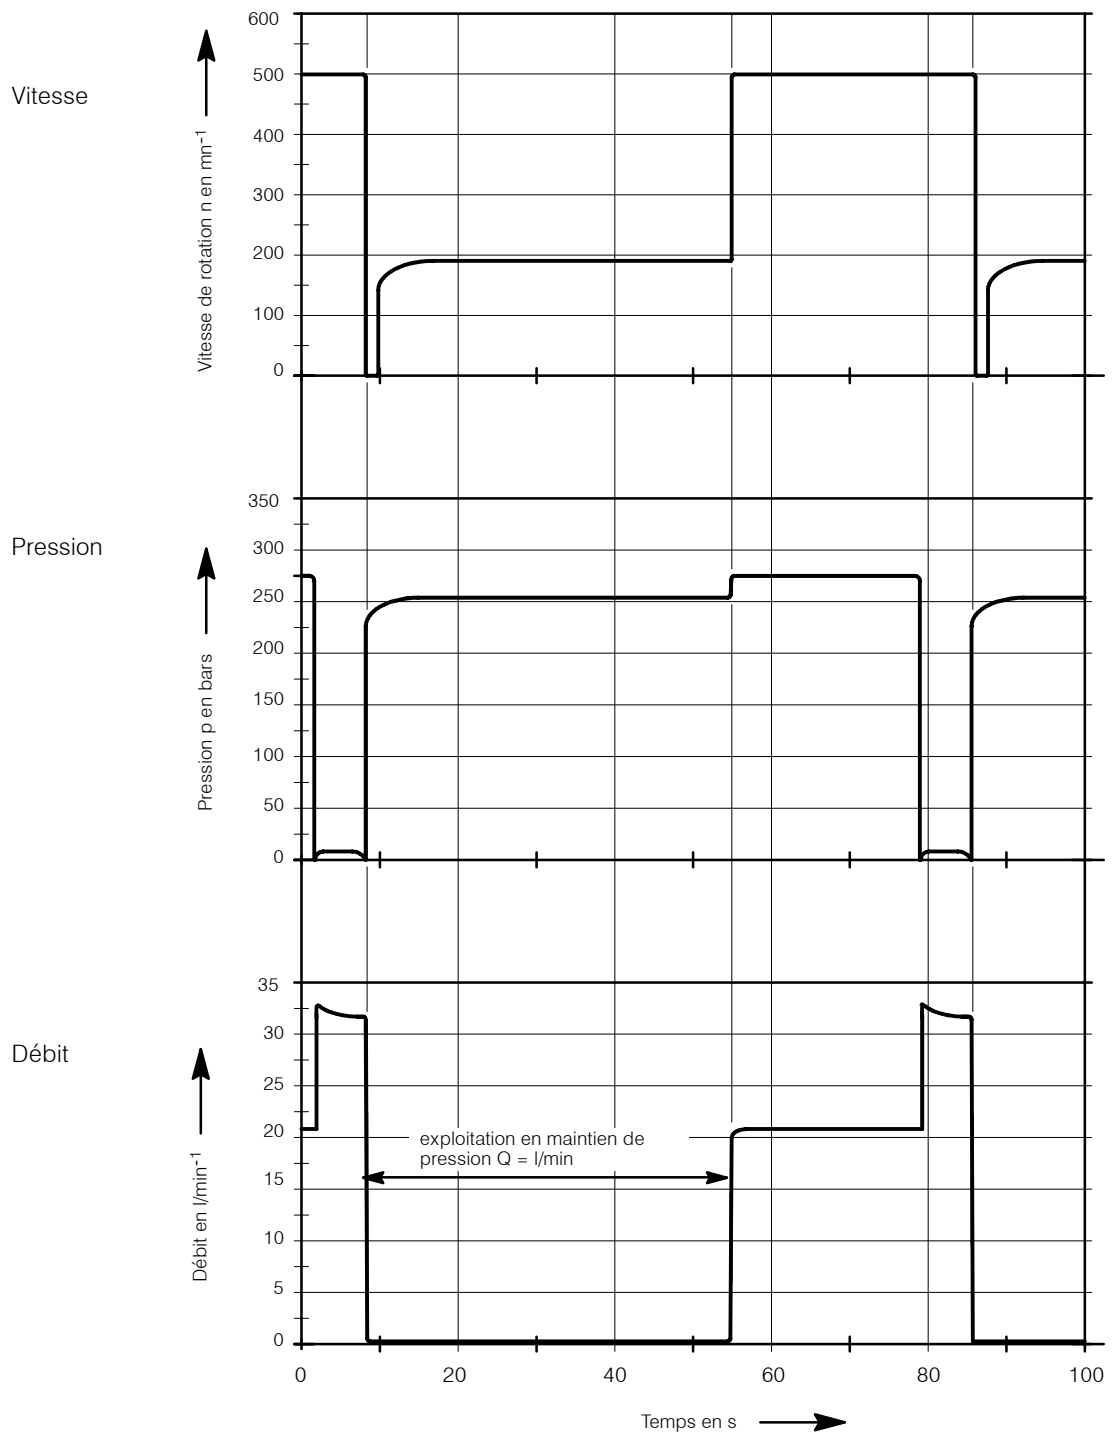 Vitesse
Vitesse de rotation n en mn-1
600
500
400
300
200
100
0
Pression
Pression p en bars
350
300
250
200
150
100
50
0
Débit
Débit en l/min-1
35
30
25
20
15
10
5
0
exploitation en maintien de
pression Q = l/min
0 20 40 60 80 100
Temps en s